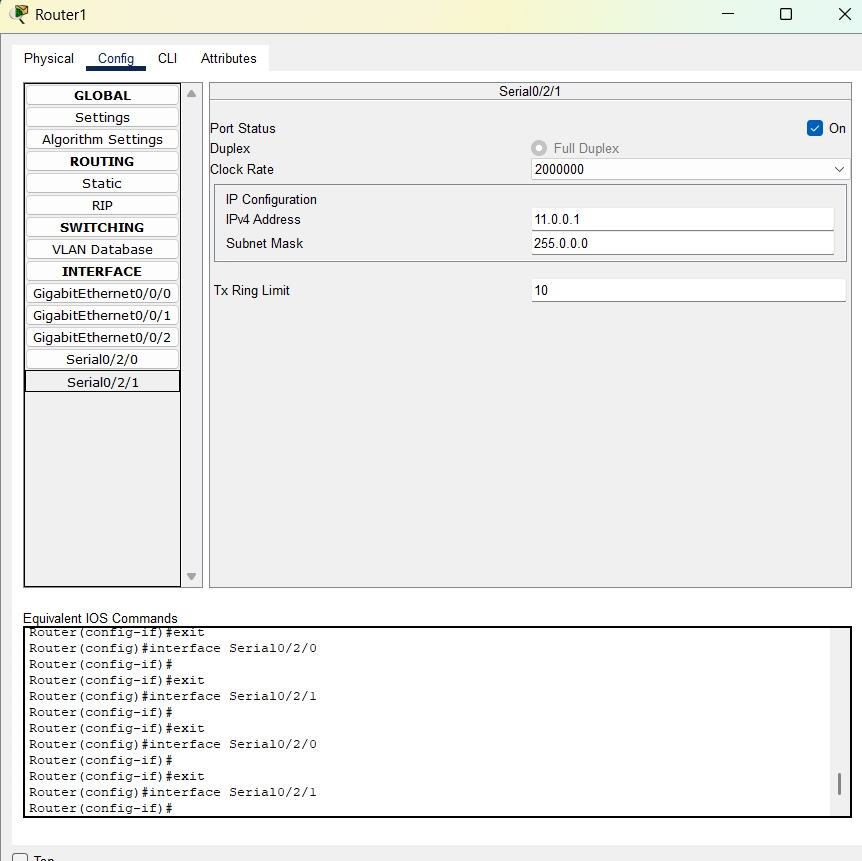 Router1
Physical Config CLI Attributes
GLOBAL
Settings
Algorithm Settings
ROUTING
Static
RIP
SWITCHING
VLAN Database
INTERFACE
GigabitEthernet0/0/0
GigabitEthernet0/0/1
GigabitEthernet0/0/2
Serial0/2/0
Serial0/2/1
Serial0/2/1
Port Status On
Duplex Full Duplex
Clock Rate 2000000
IP Configuration
IPv4 Address 11.0.0.1
Subnet Mask 255.0.0.0
Tx Ring Limit 10
Equivalent IOS Commands
Router(config-if)#exit
Router(config)#interface Serial0/2/0
Router(config-if)#
Router(config-if)#exit
Router(config)#interface Serial0/2/1
Router(config-if)#
Router(config-if)#exit
Router(config)#interface Serial0/2/0
Router(config-if)#
Router(config-if)#exit
Router(config)#interface Serial0/2/1
Router(config-if)#
Top